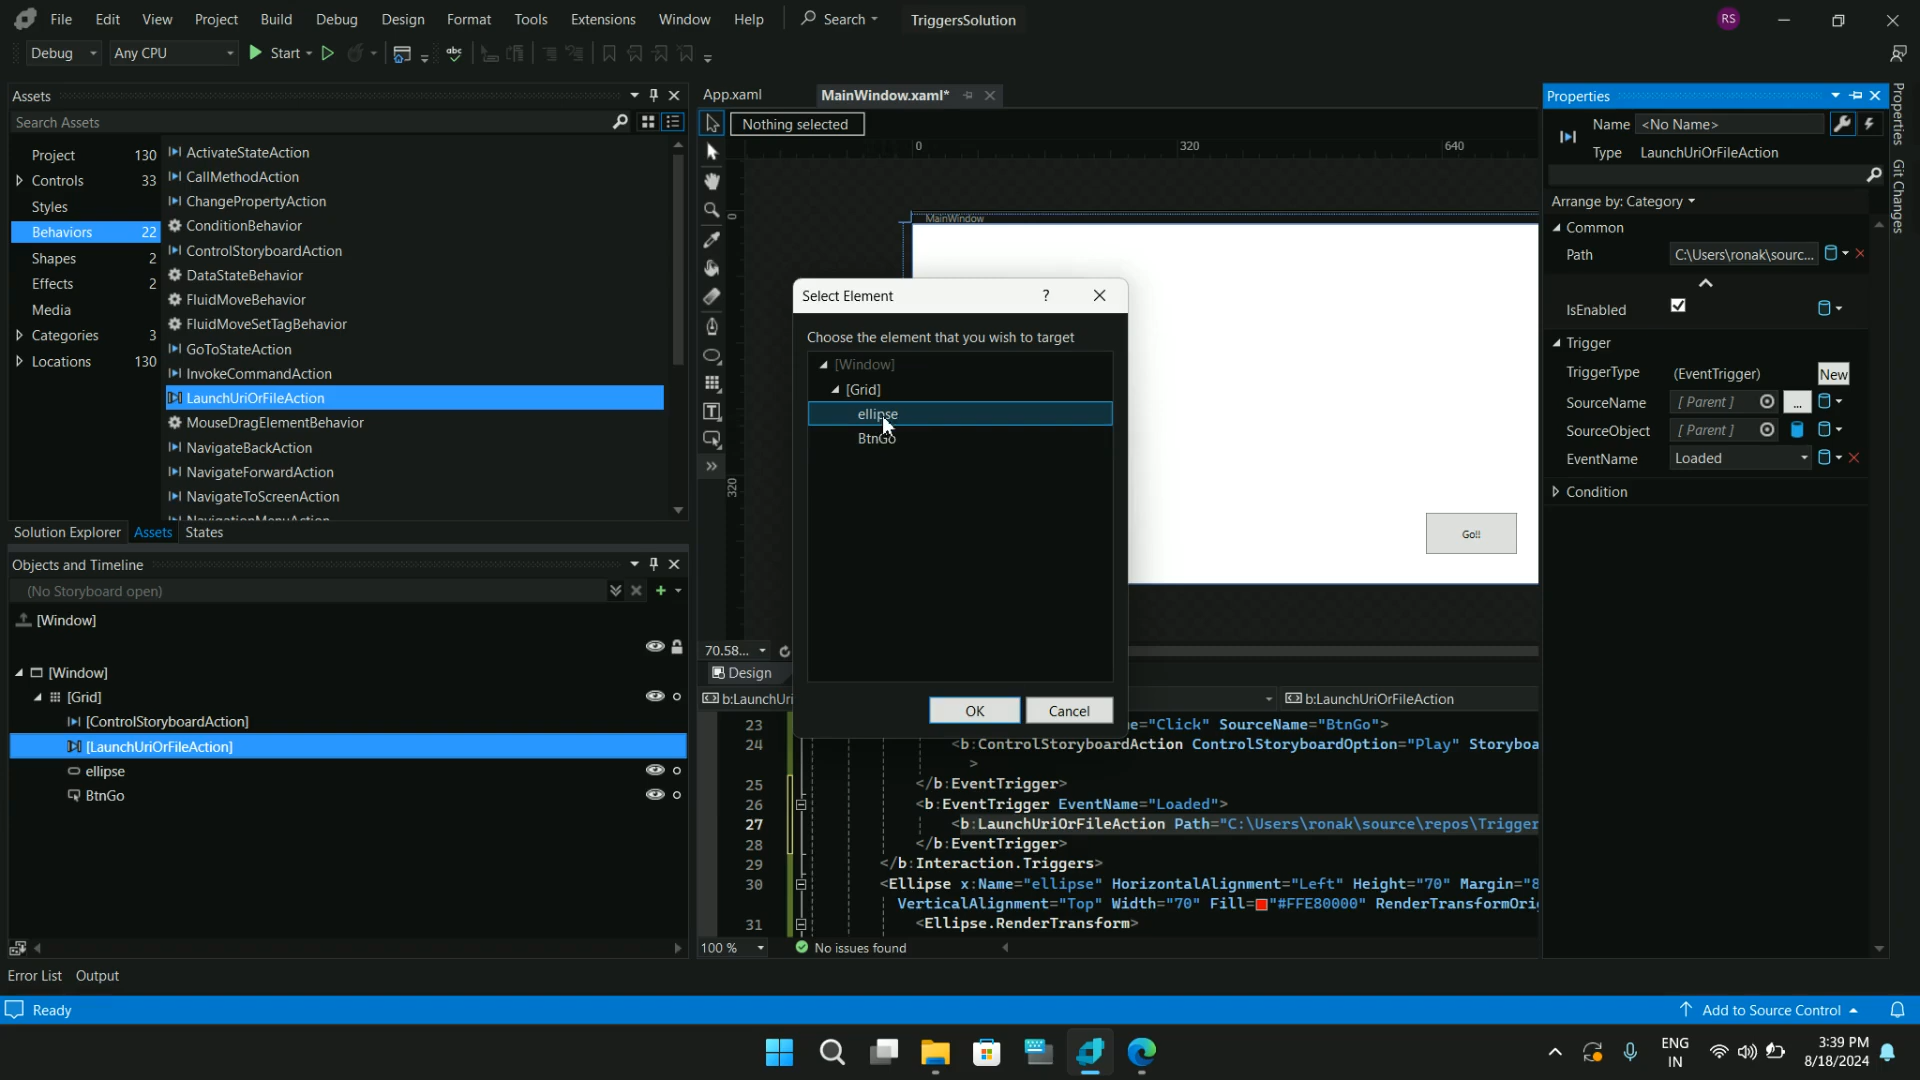 File Edit View Project Build Debug Design Format Tools Extensions Window Help Search TriggersSolution RS
Debug Any CPU Start
Assets
Search Assets
Project 130
Controls 33
Styles
Behaviors 22
Shapes 2
Effects 2
Media
Categories 3
Locations 130
ActivateStateAction
CallMethodAction
ChangePropertyAction
ConditionBehavior
ControlStoryboardAction
DataStateBehavior
FluidMoveBehavior
FluidMoveSetTagBehavior
GoToStateAction
InvokeCommandAction
LaunchUriOrFileAction
MouseDragElementBehavior
NavigateBackAction
NavigateForwardAction
NavigateToScreenAction
Solution Explorer Assets States
Objects and Timeline
(No Storyboard open)
[Window]
[Window]
[Grid]
[ControlStoryboardAction]
[LaunchUriOrFileAction]
ellipse
BtnGo
Error List Output
Ready
App.xaml MainWindow.xaml*
Nothing selected
0 320 640
0
320
MainWindow
Go!!
Select Element ?
Choose the element that you wish to target
[Window]
[Grid]
ellipse
BtnGo
OK Cancel
70.58...
Design
b:LaunchUri b:LaunchUriOrFileAction
23 e="Click" SourceName="BtnGo">
24 <b:ControlStoryboardAction ControlStoryboardOption="Play" Storyboa
>
25 </b:EventTrigger>
26 <b:EventTrigger EventName="Loaded">
27 <b:LaunchUriOrFileAction Path="C:\Users\ronak\source\repos\Trigger
28 </b:EventTrigger>
29 </b:Interaction.Triggers>
30 <Ellipse x:Name="ellipse" HorizontalAlignment="Left" Height="70" Margin="8
VerticalAlignment="Top" Width="70" Fill="#FFE80000" RenderTransformOri
31 <Ellipse.RenderTransform>
100 % No issues found
Properties
Name <No Name>
Type LaunchUriOrFileAction
Arrange by: Category
Common
Path C:\Users\ronak\sourc...
IsEnabled
Trigger
TriggerType (EventTrigger) New
SourceName [ Parent ] ...
SourceObject [ Parent ]
EventName Loaded
Condition
Properties
Git Changes
Add to Source Control
ENG
IN
3:39 PM
8/18/2024